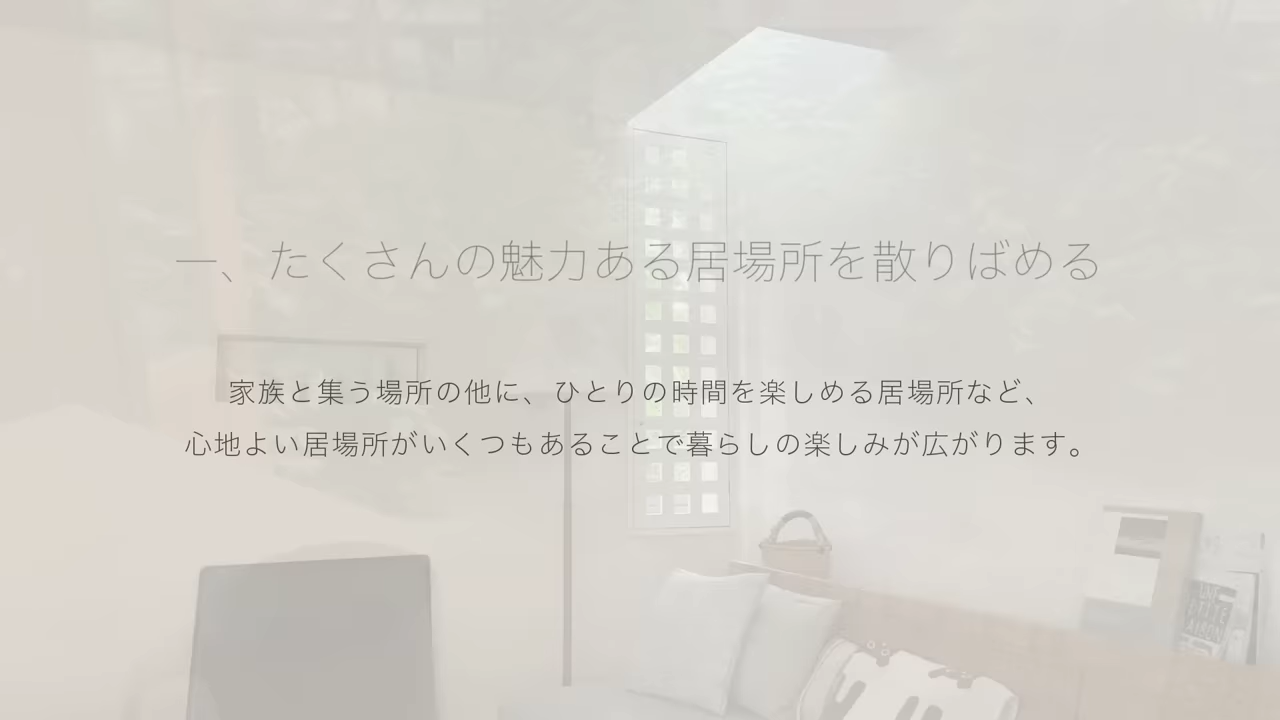 一、たくさんの魅力ある居場所を散りばめる
家族と集う場所の他に、ひとりの時間を楽しめる居場所など、
心地よい居場所がいくつもあることで暮らしの楽しみが広がります。